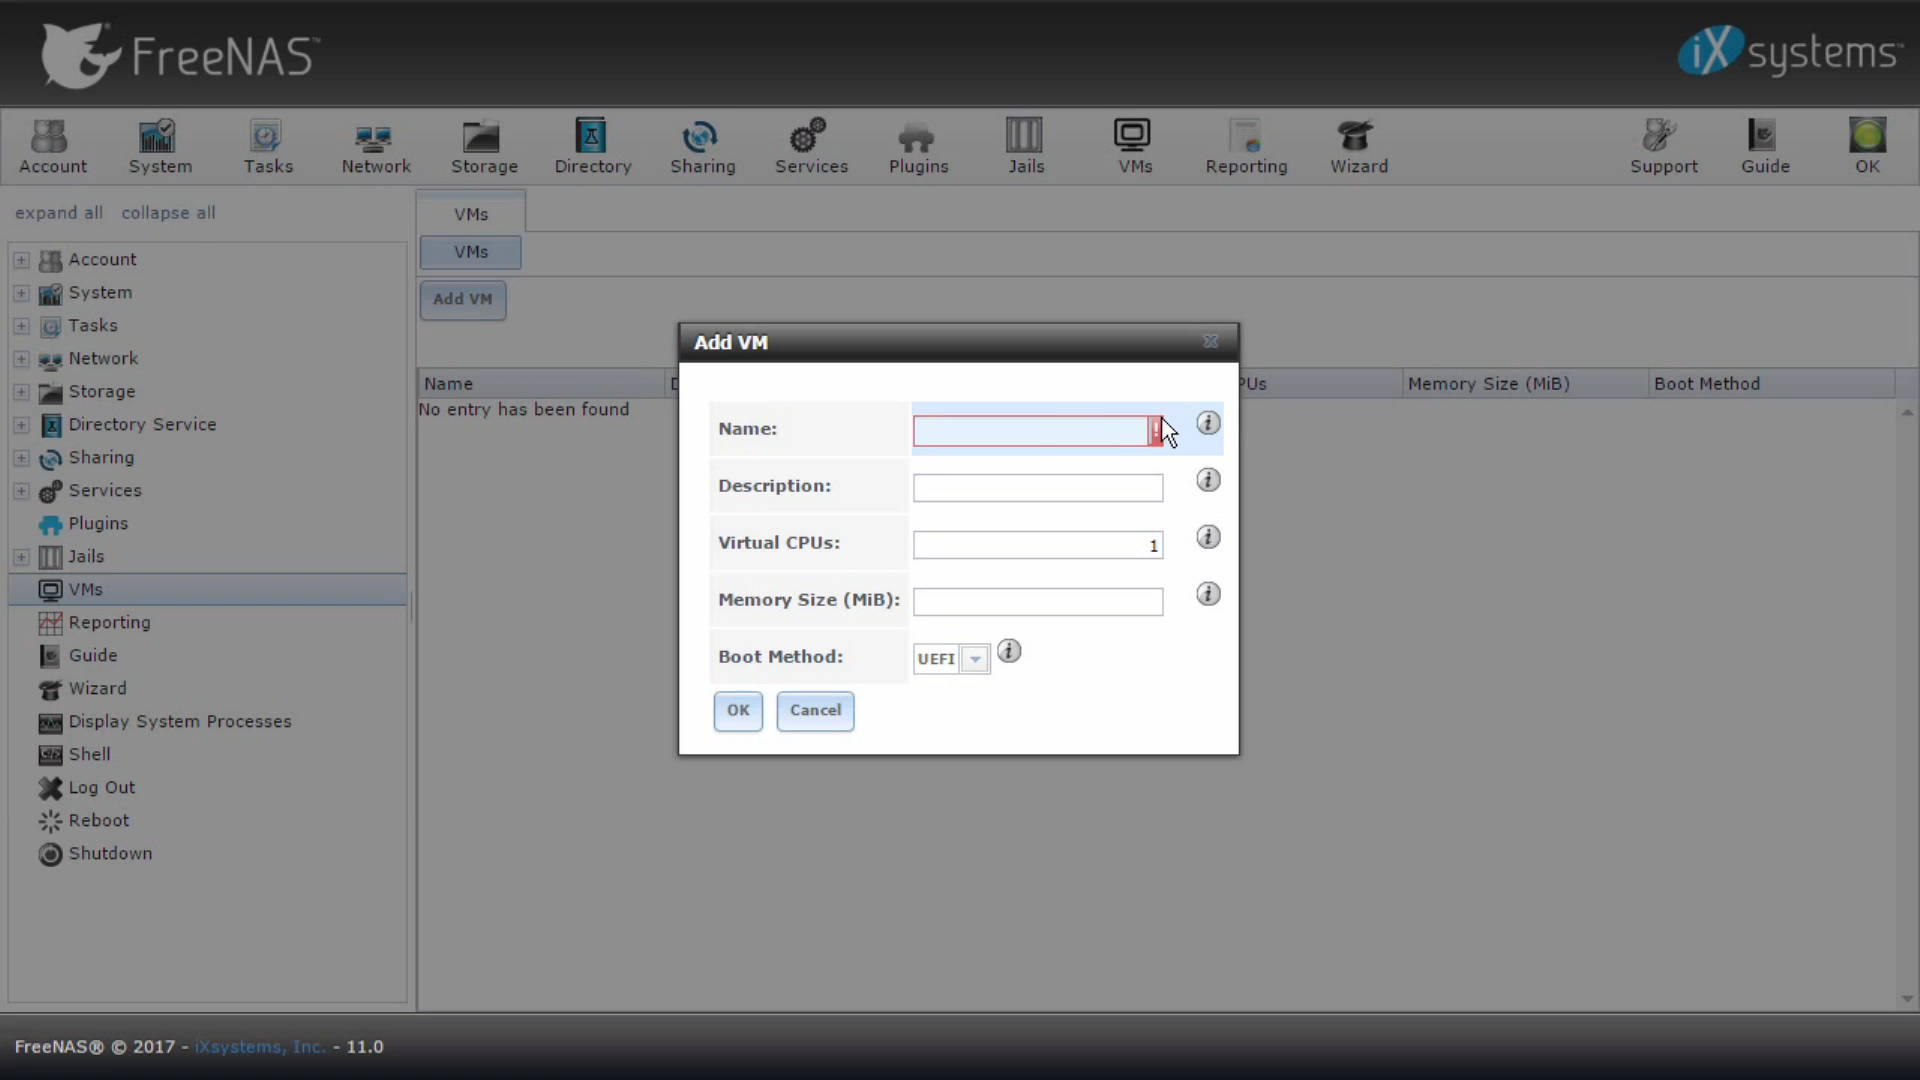 FreeNAS™
iXsystems™
Account
System
Tasks
Network
Storage
Directory
Sharing
Services
Plugins
Jails
VMs
Reporting
Wizard
Support
Guide
OK
expand all collapse all
Account
System
Tasks
Network
Storage
Directory Service
Sharing
Services
Plugins
Jails
VMs
Reporting
Guide
Wizard
Display System Processes
Shell
Log Out
Reboot
Shutdown
VMs
VMs
Add VM
Name
PUs
Memory Size (MiB)
Boot Method
No entry has been found
Add VM
Name:
Description:
Virtual CPUs: 1
Memory Size (MiB):
Boot Method: UEFI
OK Cancel
FreeNAS® © 2017 - iXsystems, Inc. - 11.0